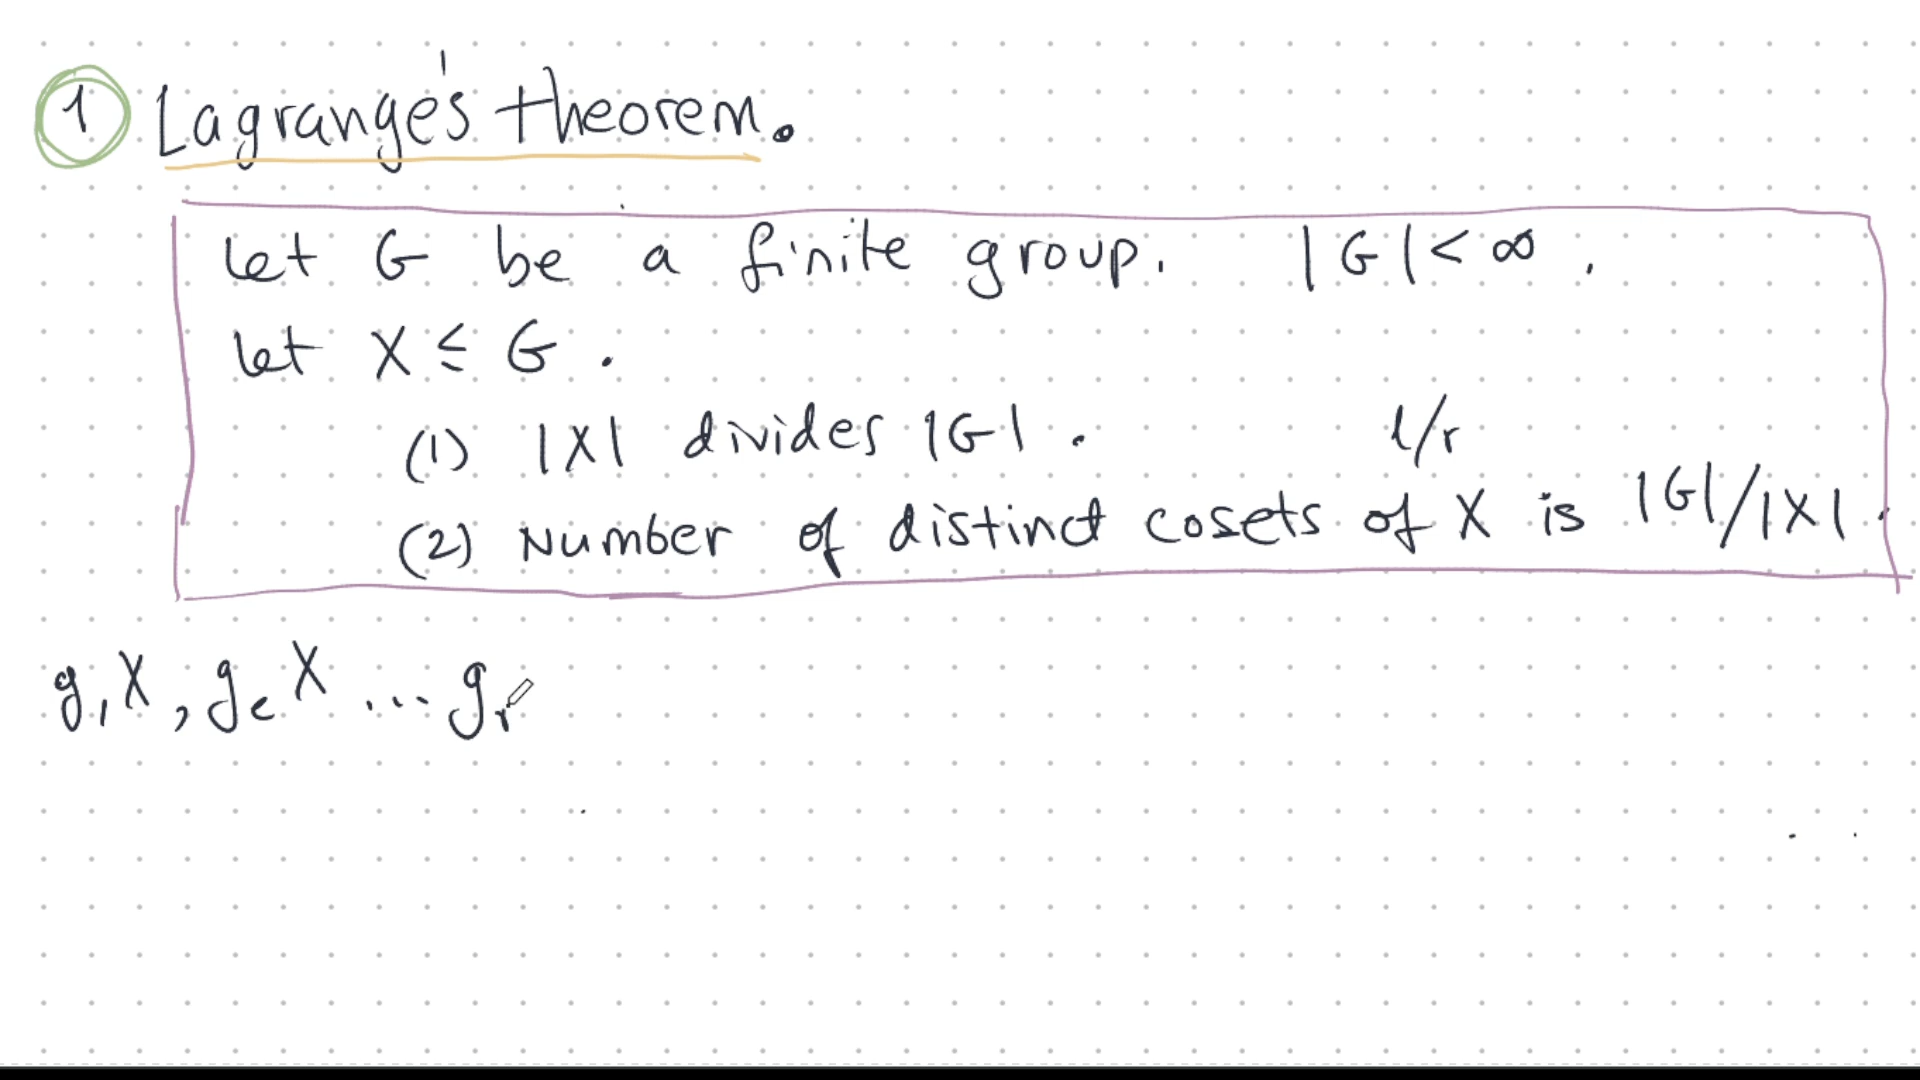 1 Lagrange's theorem.
Let G be a finite group. |G| < ∞.
Let X ≤ G.
(1) |X| divides |G|.
l/r
(2) Number of distinct cosets of X is |G|/|X|.
g₁X, g₂X ... gᵣ